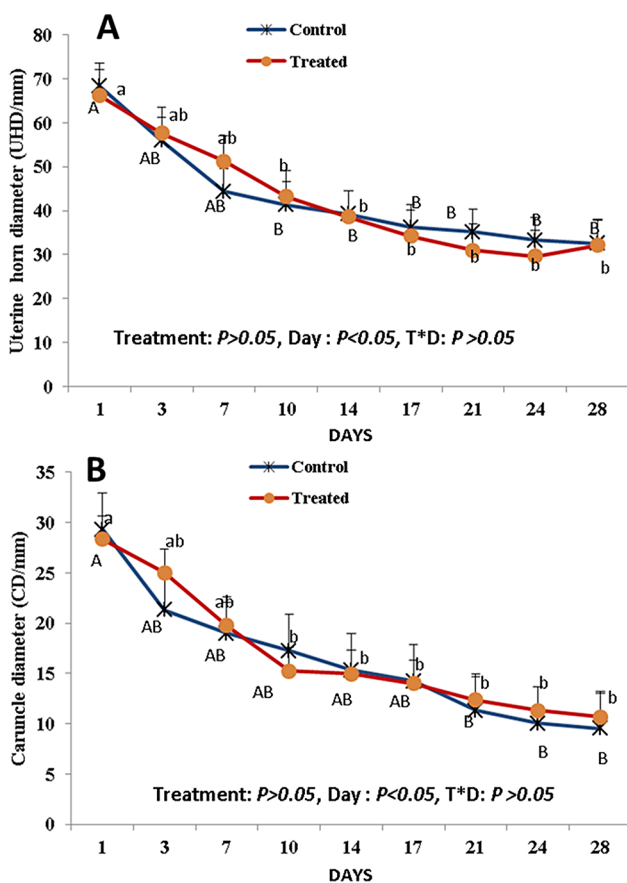 A
Control
Treated
80
70
60
50
40
30
20
10
0
Uterine horn diameter (UHD/mm)
a
A
ab
AB
ab
AB
b
B
b
B
B
b
B
b
B
b
B
b
Treatment: P>0.05, Day : P<0.05, T*D: P >0.05
1 3 7 10 14 17 21 24 28
DAYS
B
Control
Treated
35
30
25
20
15
10
5
0
Caruncle diameter (CD/mm)
a
A
ab
AB
ab
AB
b
AB
b
AB
b
AB
b
B
b
B
b
B
Treatment: P>0.05, Day : P<0.05, T*D: P >0.05
1 3 7 10 14 17 21 24 28
DAYS